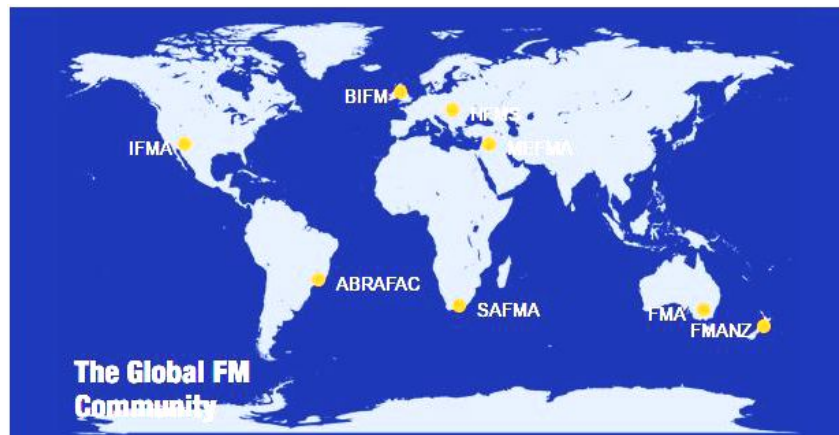 BIFM
HFMS
IFMA
MEFMA
ABRAFAC
SAFMA
FMA
FMANZ
The Global FM
Community